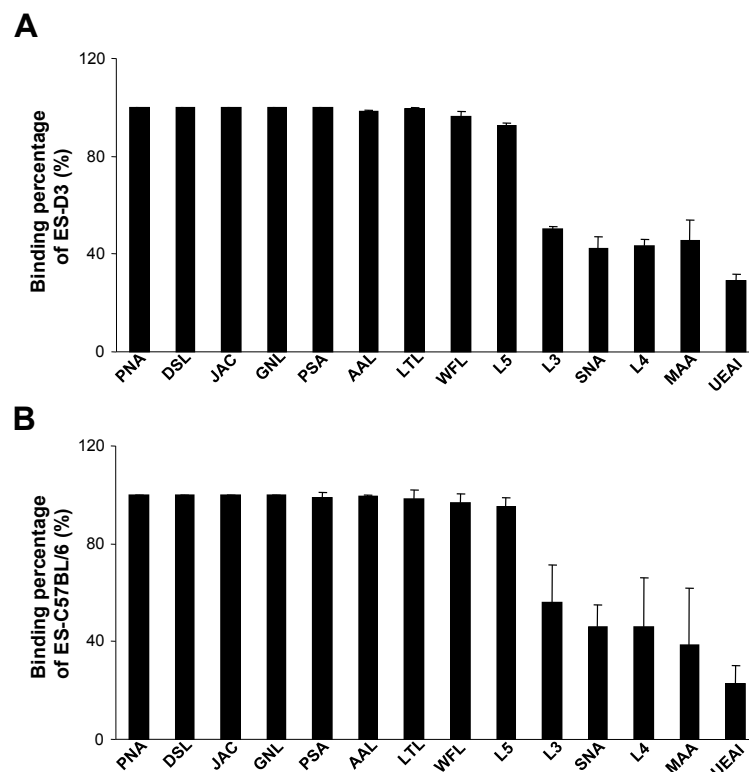 A
120
80
40
0
Binding percentage
of ES-D3 (%)
PNA DSL JAC GNL PSA AAL LTL WFL L5 L3 SNA L4 MAA UEAI
B
120
80
40
0
Binding percentage
of ES-C57BL/6 (%)
PNA DSL JAC GNL PSA AAL LTL WFL L5 L3 SNA L4 MAA UEAI